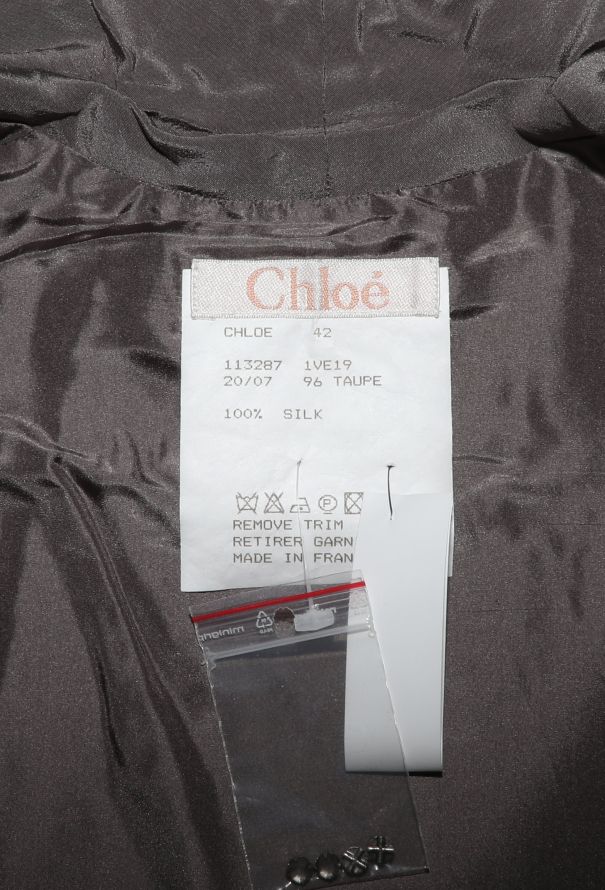 Chloé
CHLOE 42
113287 1VE19
20/07 96 TAUPE
100% SILK
P
REMOVE TRIM
RETIRER GARN
MADE IN FRAN